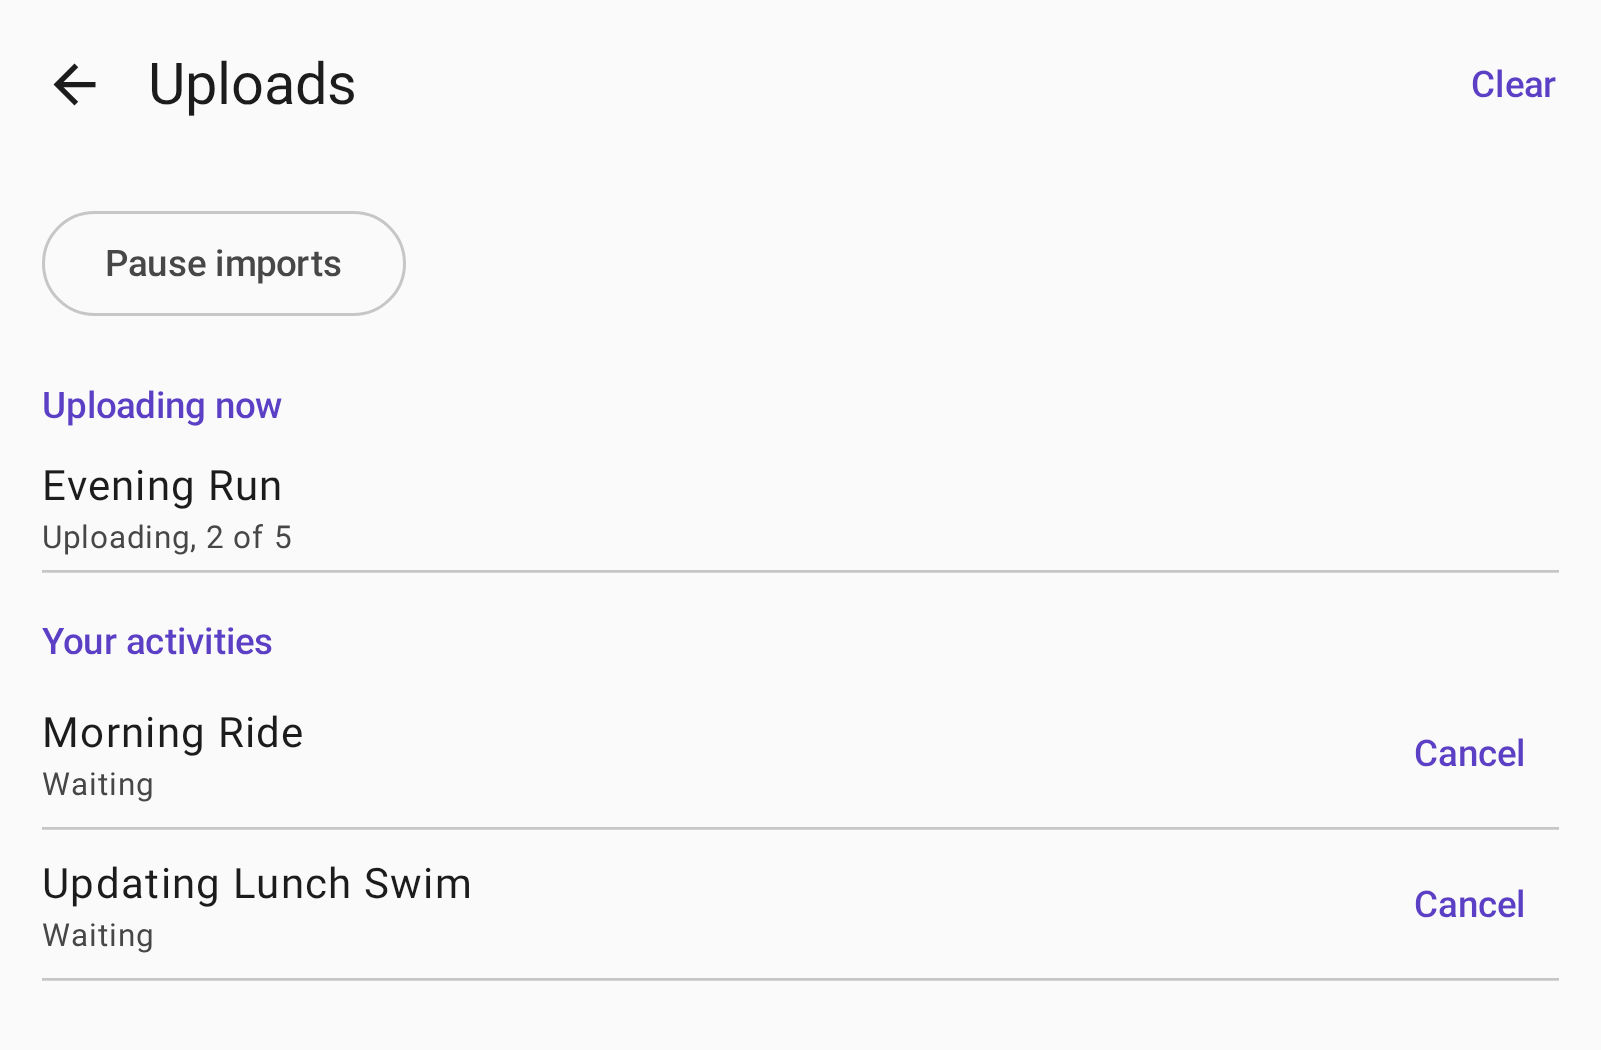 Uploads
Clear
Pause imports
Uploading now
Evening Run
Uploading, 2 of 5
Your activities
Morning Ride
Waiting
Cancel
Updating Lunch Swim
Waiting
Cancel